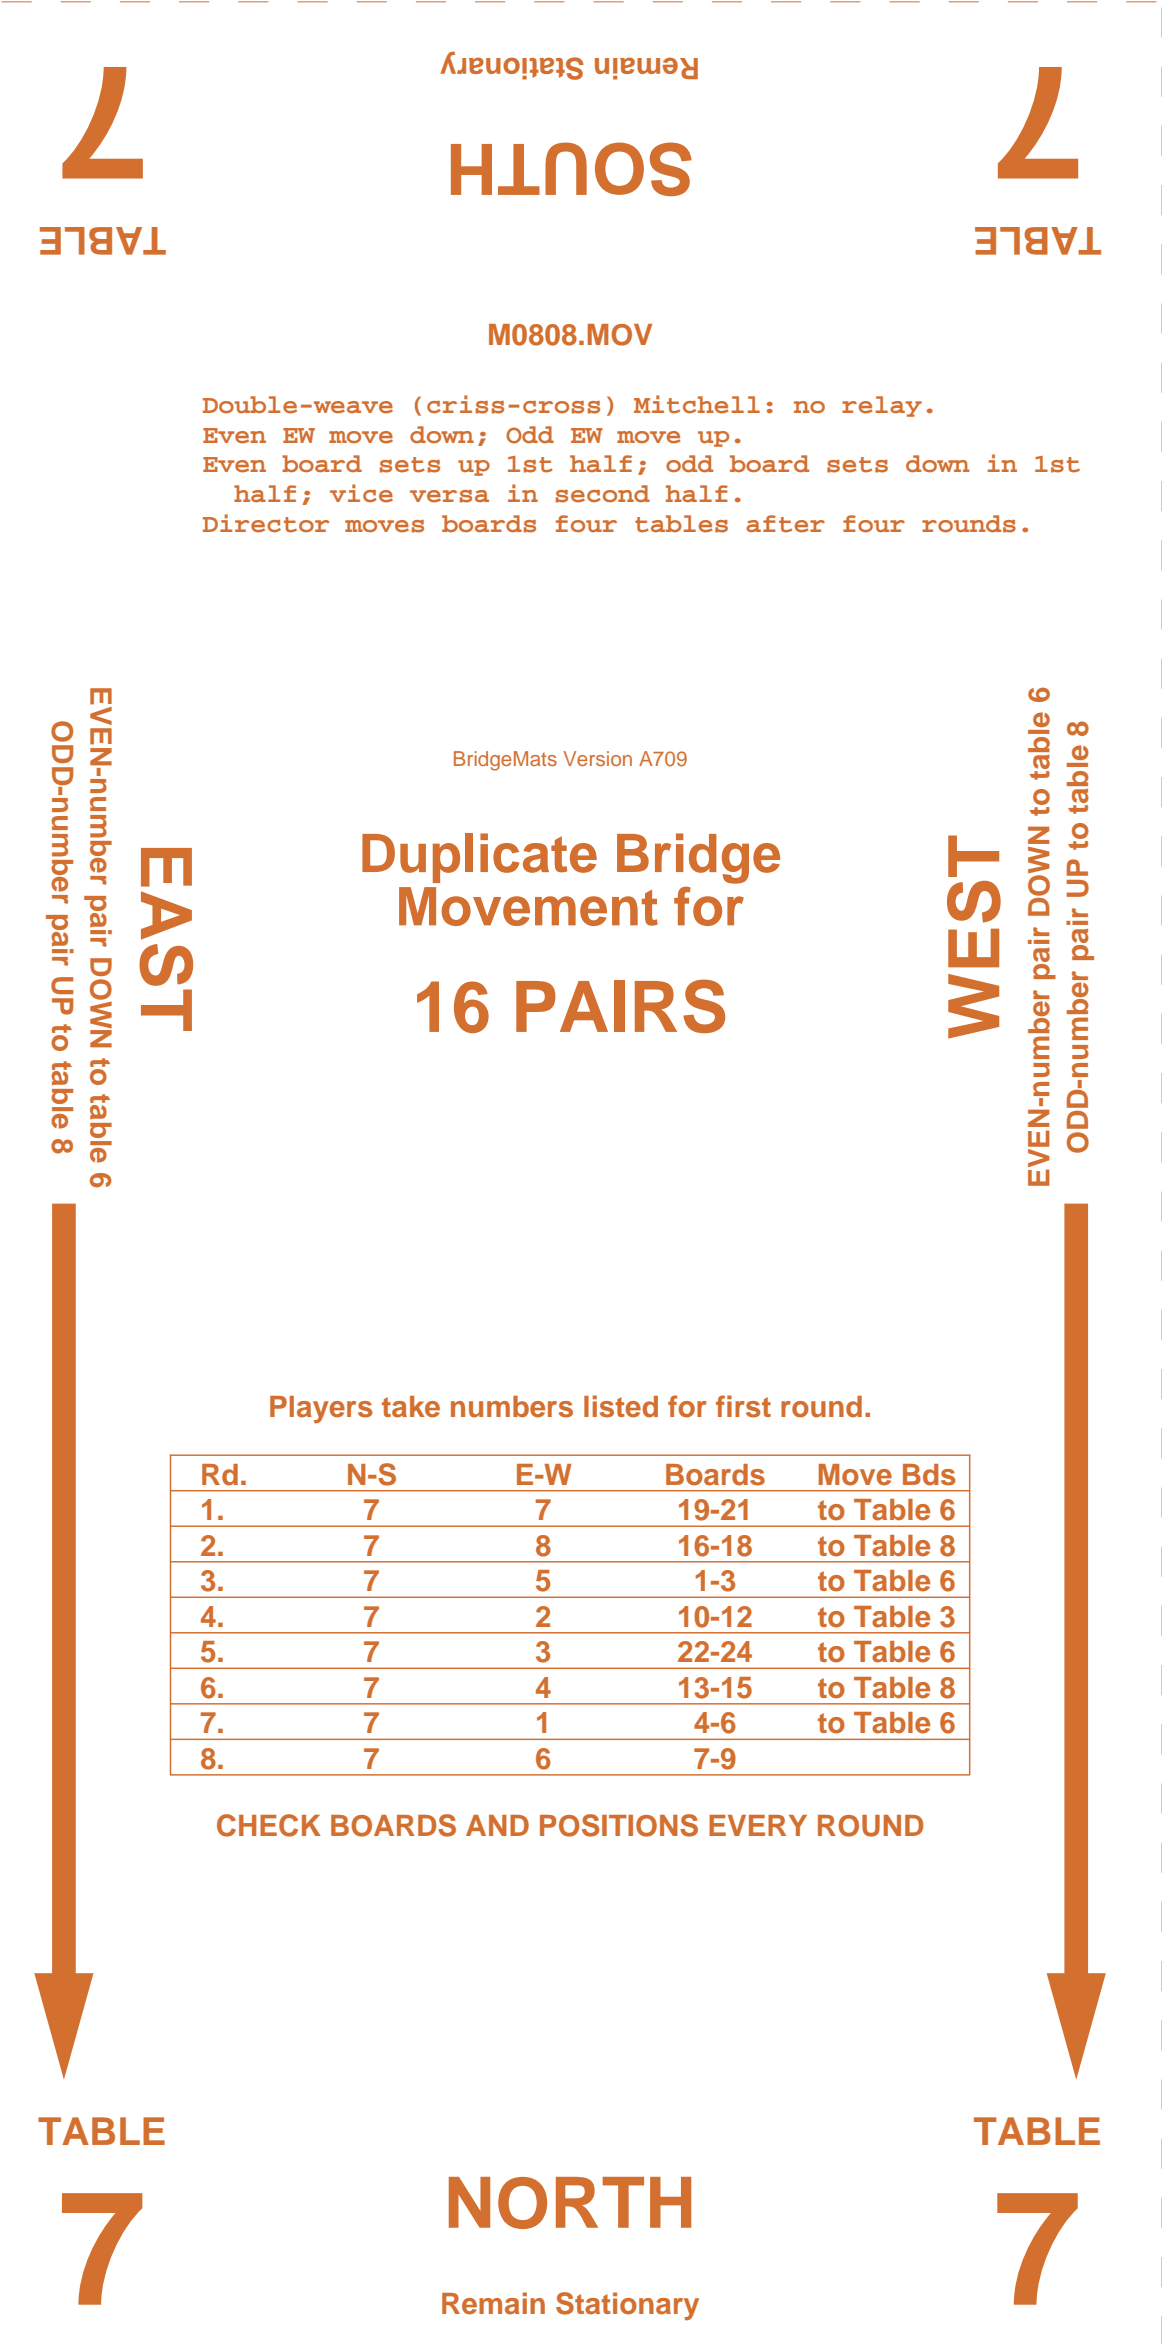 Remain Stationary
SOUTH
7
7
TABLE
TABLE
M0808.MOV
Double-weave (criss-cross) Mitchell: no relay.
Even EW move down; Odd EW move up.
Even board sets up 1st half; odd board sets down in 1st
half; vice versa in second half.
Director moves boards four tables after four rounds.
EVEN-number pair DOWN to table 6
ODD-number pair UP to table 8
EAST
BridgeMats Version A709
Duplicate Bridge
Movement for
16 PAIRS
WEST
EVEN-number pair DOWN to table 6
ODD-number pair UP to table 8
Players take numbers listed for first round.
Rd. N-S E-W Boards Move Bds
1. 7 7 19-21 to Table 6
2. 7 8 16-18 to Table 8
3. 7 5 1-3 to Table 6
4. 7 2 10-12 to Table 3
5. 7 3 22-24 to Table 6
6. 7 4 13-15 to Table 8
7. 7 1 4-6 to Table 6
8. 7 6 7-9
CHECK BOARDS AND POSITIONS EVERY ROUND
TABLE
TABLE
7
7
NORTH
Remain Stationary